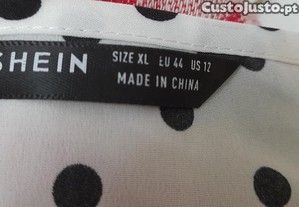 CustoJusto.pt
SHEIN
SIZE XL EU 44 US 12
MADE IN CHINA